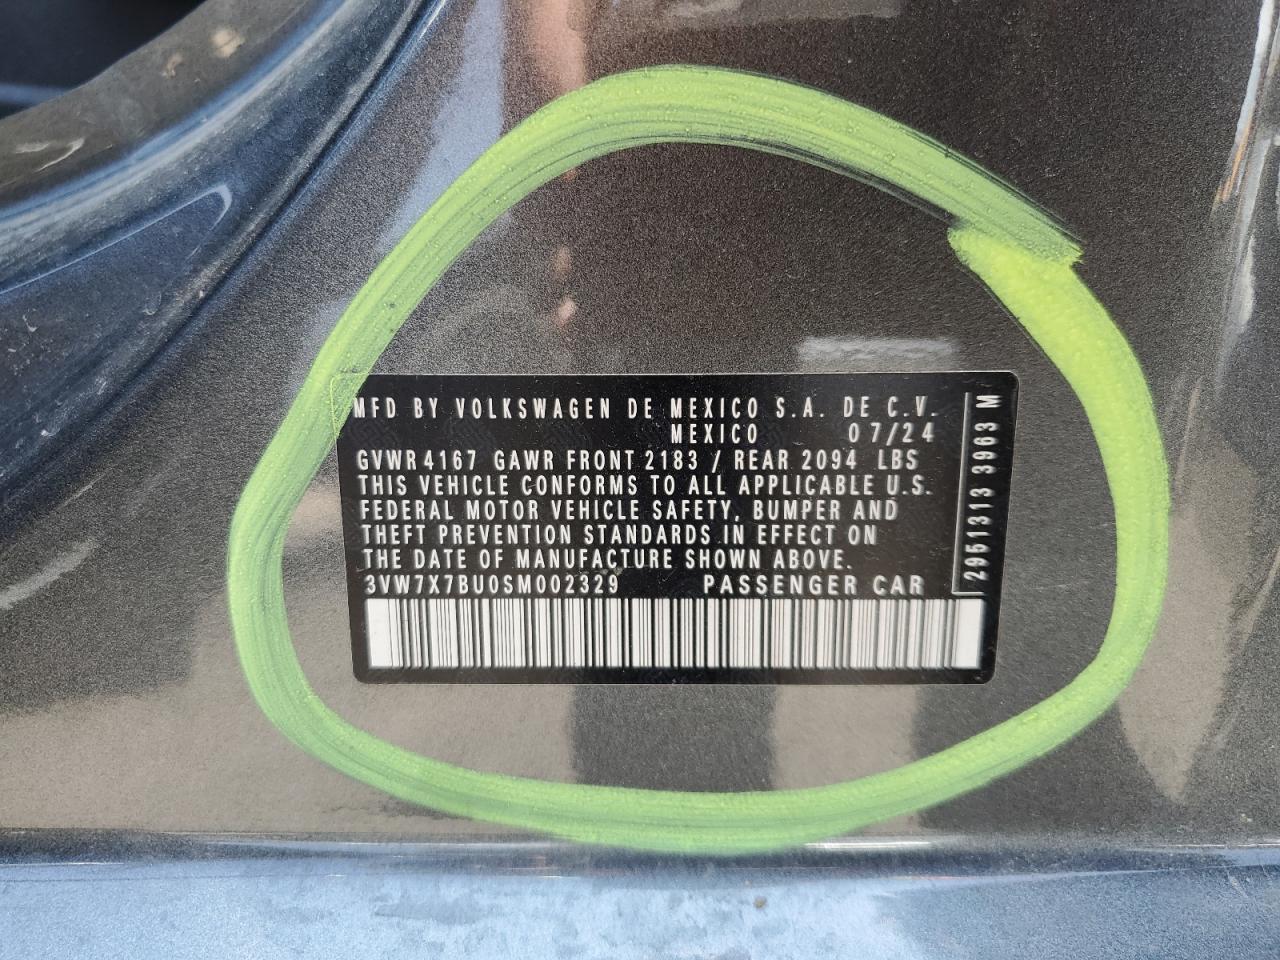 MFD BY VOLKSWAGEN DE MEXICO S.A. DE C.V.
MEXICO 07/24
GVWR 4167 GAWR FRONT 2183 / REAR 2094 LBS
THIS VEHICLE CONFORMS TO ALL APPLICABLE U.S.
FEDERAL MOTOR VEHICLE SAFETY, BUMPER AND
THEFT PREVENTION STANDARDS IN EFFECT ON
THE DATE OF MANUFACTURE SHOWN ABOVE.
3VW7X7BU0SM002329 PASSENGER CAR
2951313 3963 M